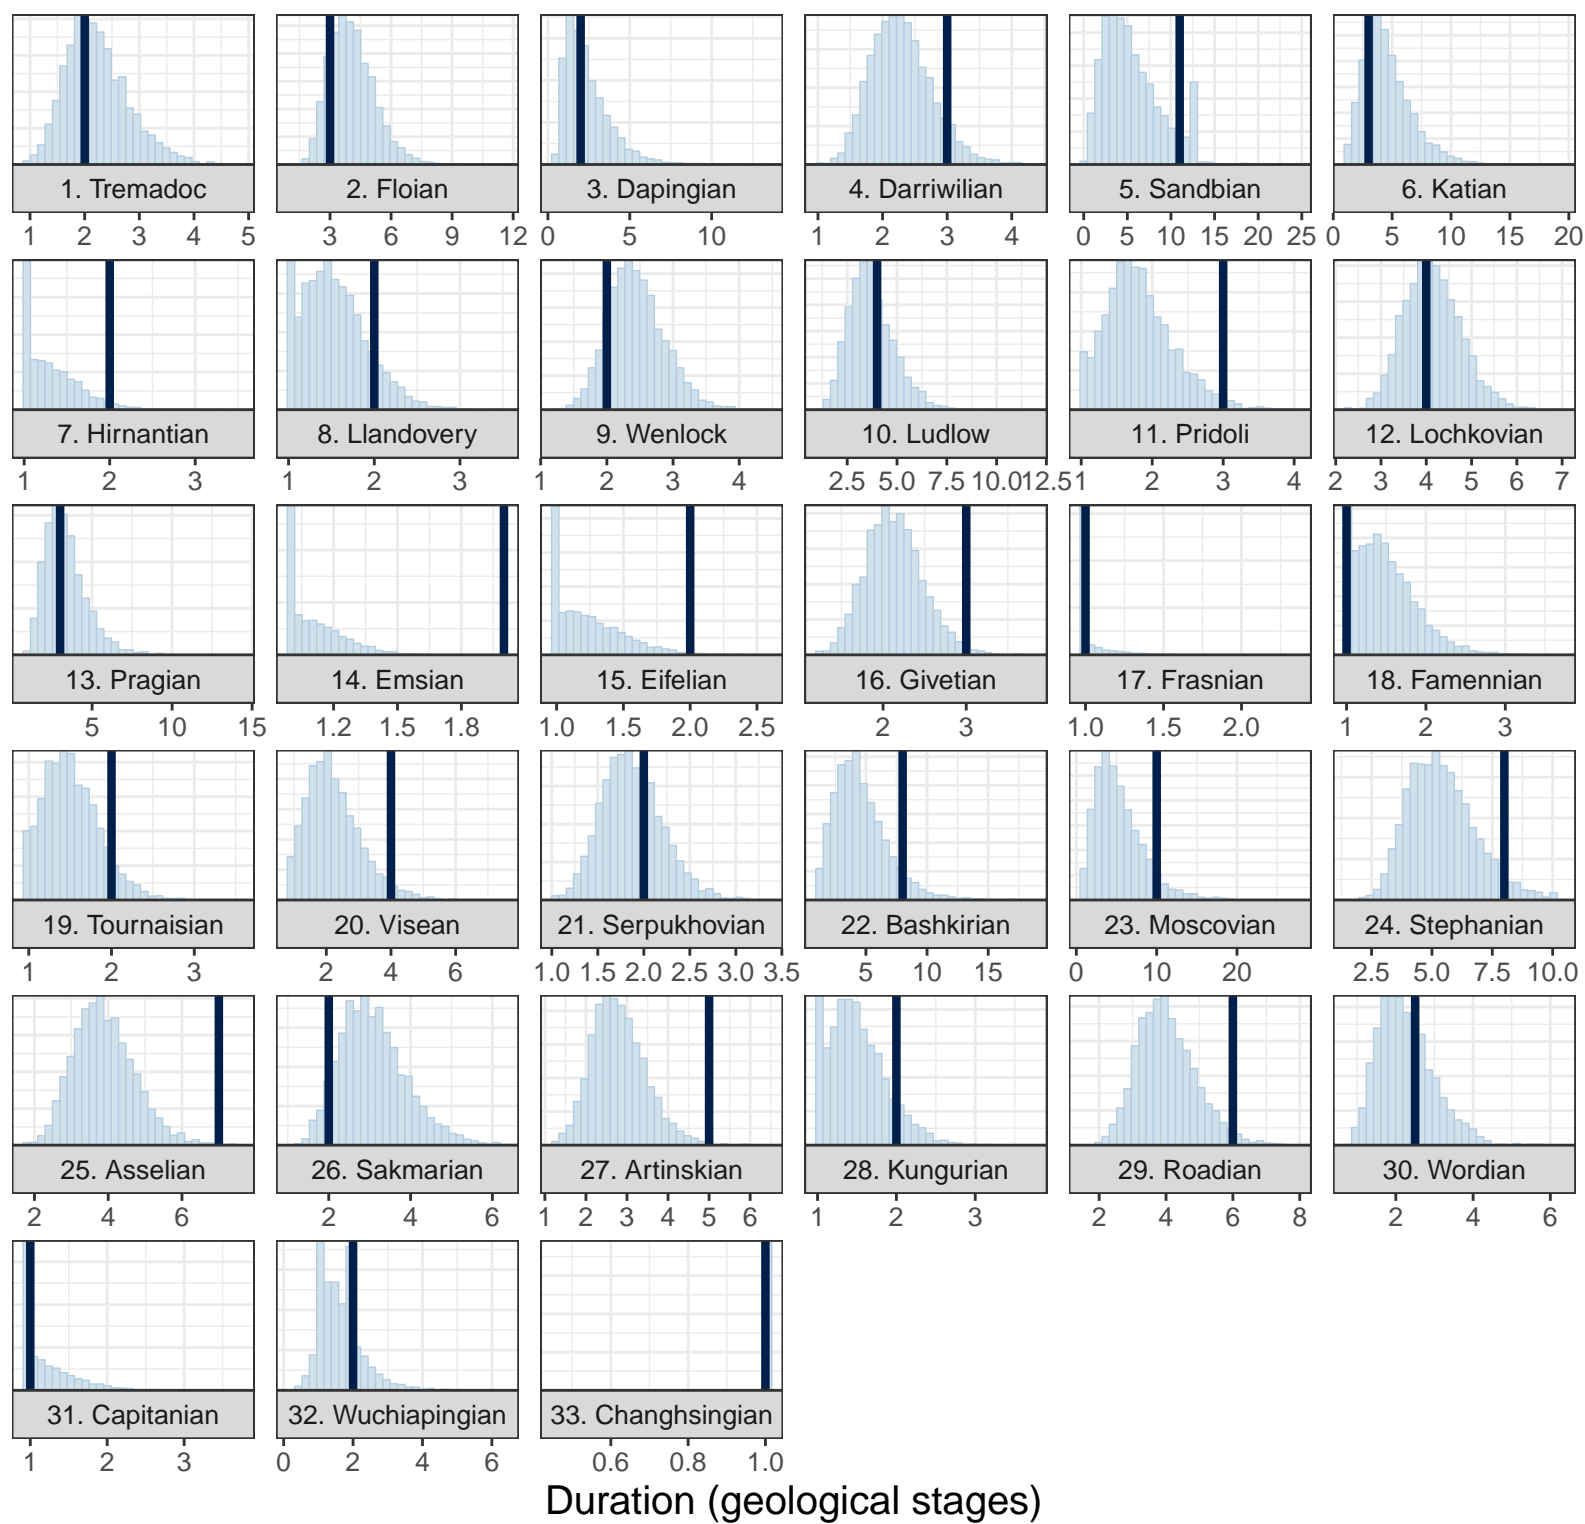 1. Tremadoc 2. Floian 3. Dapingian 4. Darriwilian 5. Sandbian 6. Katian
1 2 3 4 5 3 6 9 12 0 5 10 1 2 3 4 0 5 10 15 20 25 0 5 10 15 20
7. Hirnantian 8. Llandovery 9. Wenlock 10. Ludlow 11. Pridoli 12. Lochkovian
1 2 3 1 2 3 1 2 3 4 2.5 5.0 7.5 10.0 12.5 1 2 3 4 2 3 4 5 6 7
13. Pragian 14. Emsian 15. Eifelian 16. Givetian 17. Frasnian 18. Famennian
5 10 15 1.2 1.5 1.8 1.0 1.5 2.0 2.5 2 3 1.0 1.5 2.0 1 2 3
19. Tournaisian 20. Visean 21. Serpukhovian 22. Bashkirian 23. Moscovian 24. Stephanian
1 2 3 2 4 6 1.0 1.5 2.0 2.5 3.0 3.5 5 10 15 0 10 20 2.5 5.0 7.5 10.0
25. Asselian 26. Sakmarian 27. Artinskian 28. Kungurian 29. Roadian 30. Wordian
2 4 6 2 4 6 1 2 3 4 5 6 1 2 3 2 4 6 8 2 4 6
31. Capitanian 32. Wuchiapingian 33. Changhsingian
1 2 3 0 2 4 6 0.6 0.8 1.0
Duration (geological stages)